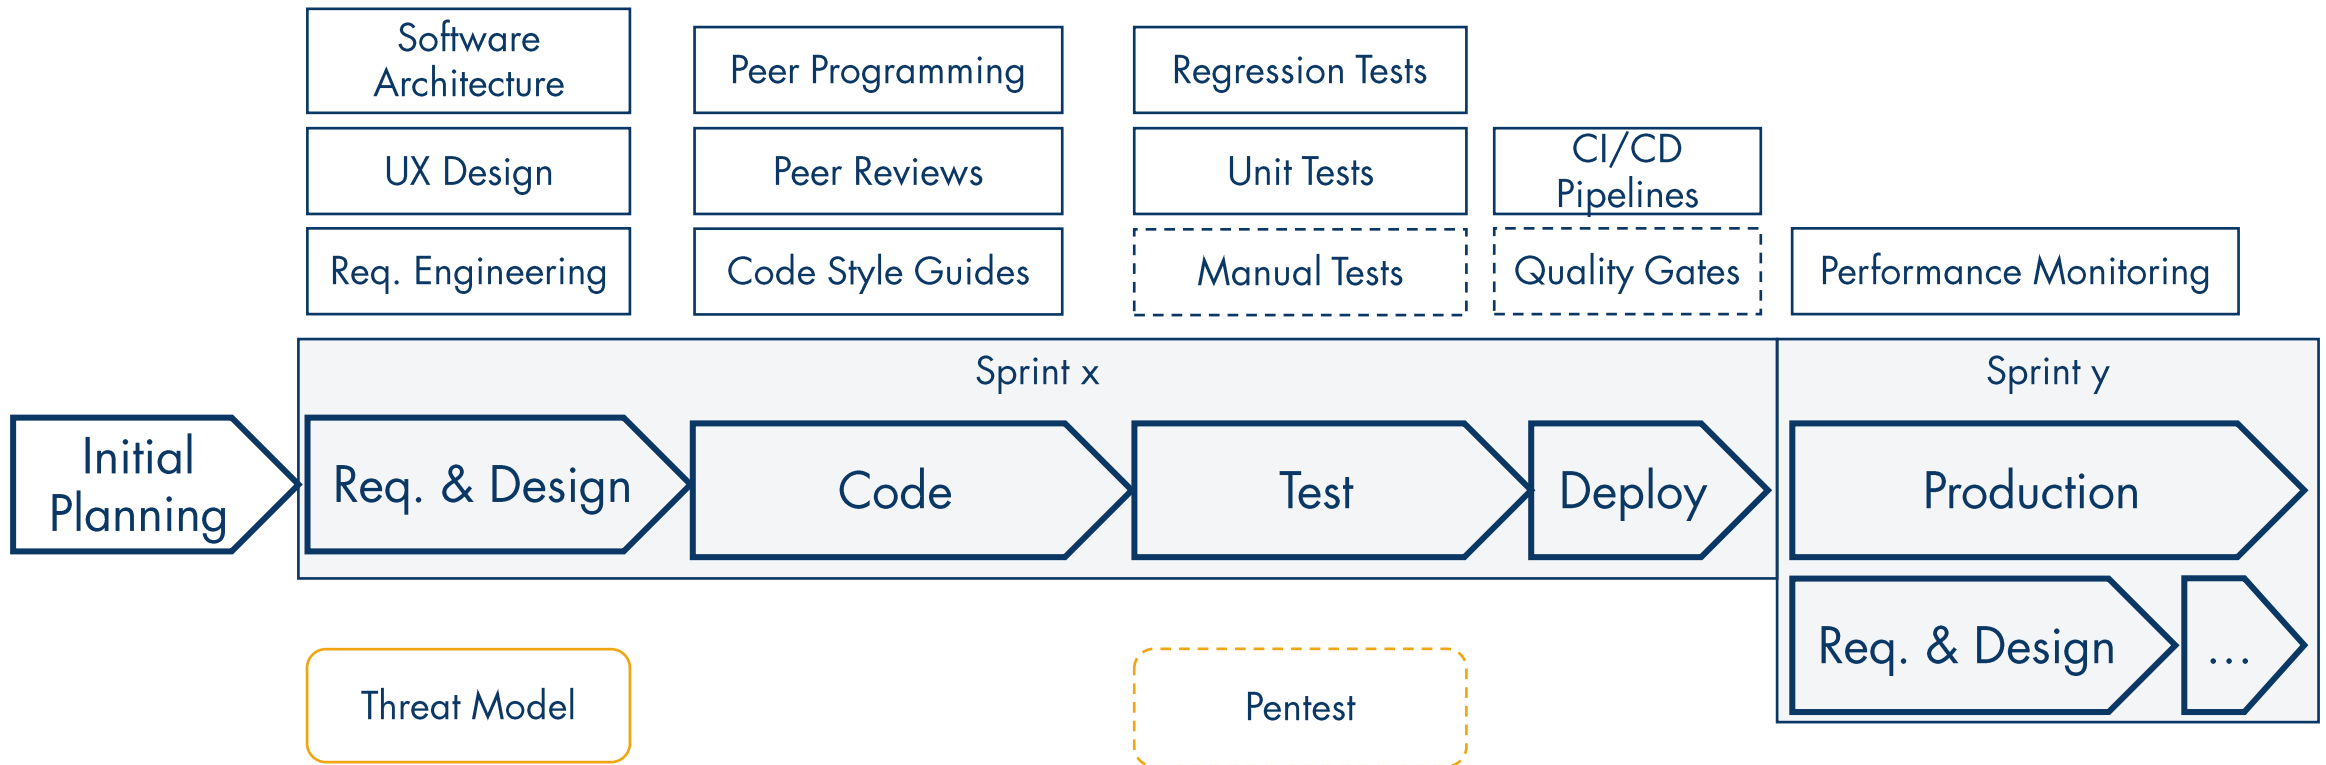 Software
Architecture
Peer Programming
Regression Tests
UX Design
Peer Reviews
Unit Tests
CI/CD
Pipelines
Req. Engineering
Code Style Guides
Manual Tests
Quality Gates
Performance Monitoring
Sprint x
Sprint y
Initial
Planning
Req. & Design
Code
Test
Deploy
Production
Req. & Design
...
Threat Model
Pentest